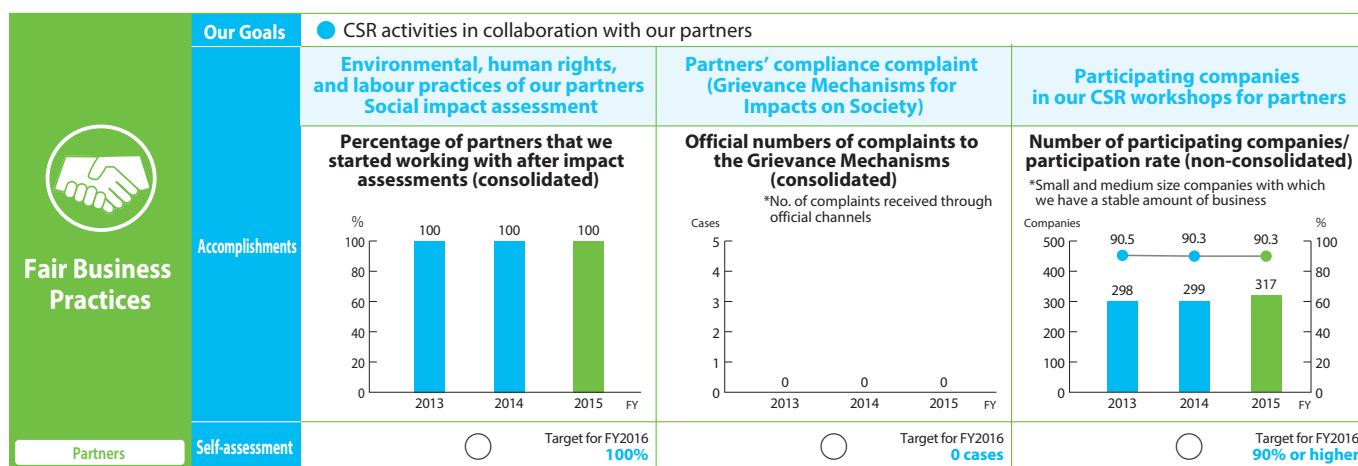 Fair Business
Practices
Partners
Our Goals
CSR activities in collaboration with our partners
Accomplishments
Environmental, human rights,
and labour practices of our partners
Social impact assessment
Percentage of partners that we
started working with after impact
assessments (consolidated)
%
100
80
60
40
20
0
100
100
100
2013
2014
2015
FY
Partners' compliance complaint
(Grievance Mechanisms for
Impacts on Society)
Official numbers of complaints to
the Grievance Mechanisms
(consolidated)
*No. of complaints received through
official channels
Cases
5
4
3
2
1
0
0
0
0
2013
2014
2015
FY
Participating companies
in our CSR workshops for partners
Number of participating companies/
participation rate (non-consolidated)
*Small and medium size companies with which
we have a stable amount of business
Companies
%
500
400
300
200
100
0
90.5
90.3
90.3
298
299
317
100
80
60
40
20
0
2013
2014
2015
FY
Self-assessment
Target for FY2016
100%
Target for FY2016
0 cases
Target for FY2016
90% or higher